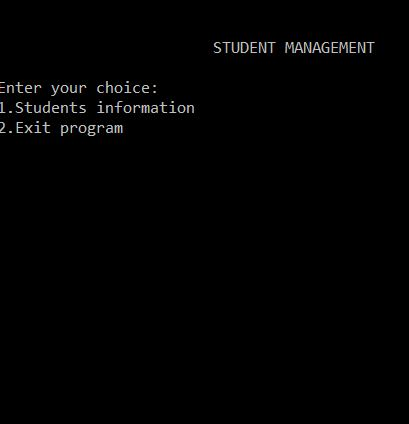 STUDENT MANAGEMENT
Enter your choice:
1.Students information
2.Exit program